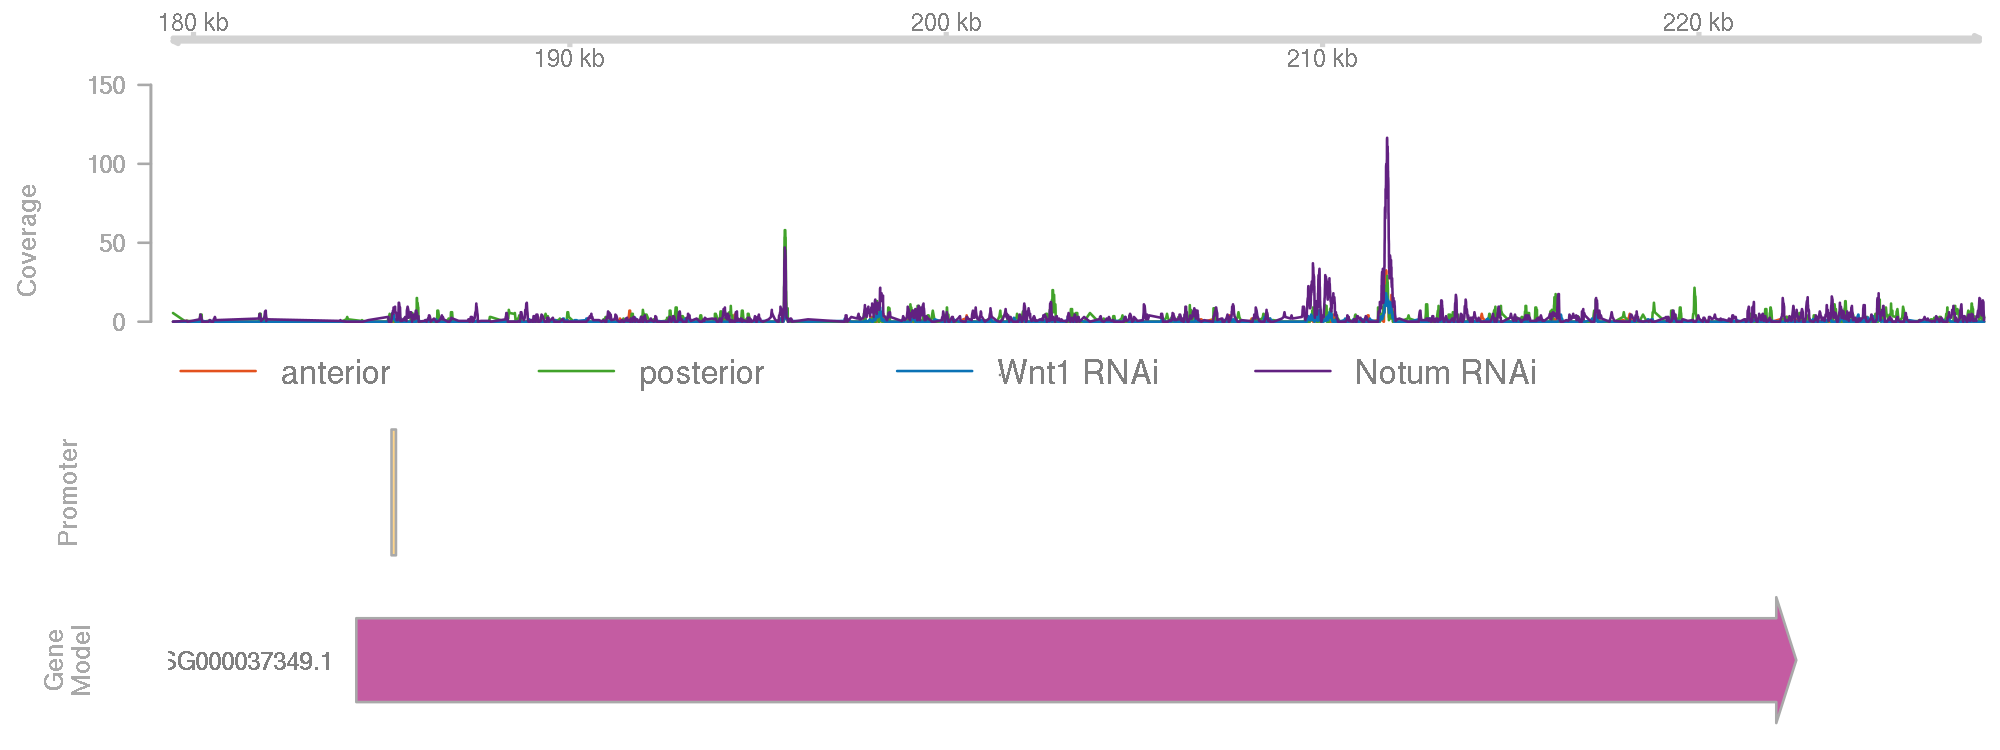 180 kb 200 kb 220 kb
190 kb 210 kb
150
100
50
0
Coverage
anterior posterior Wnt1 RNAi Notum RNAi
Promoter
Gene
Model
SG000037349.1